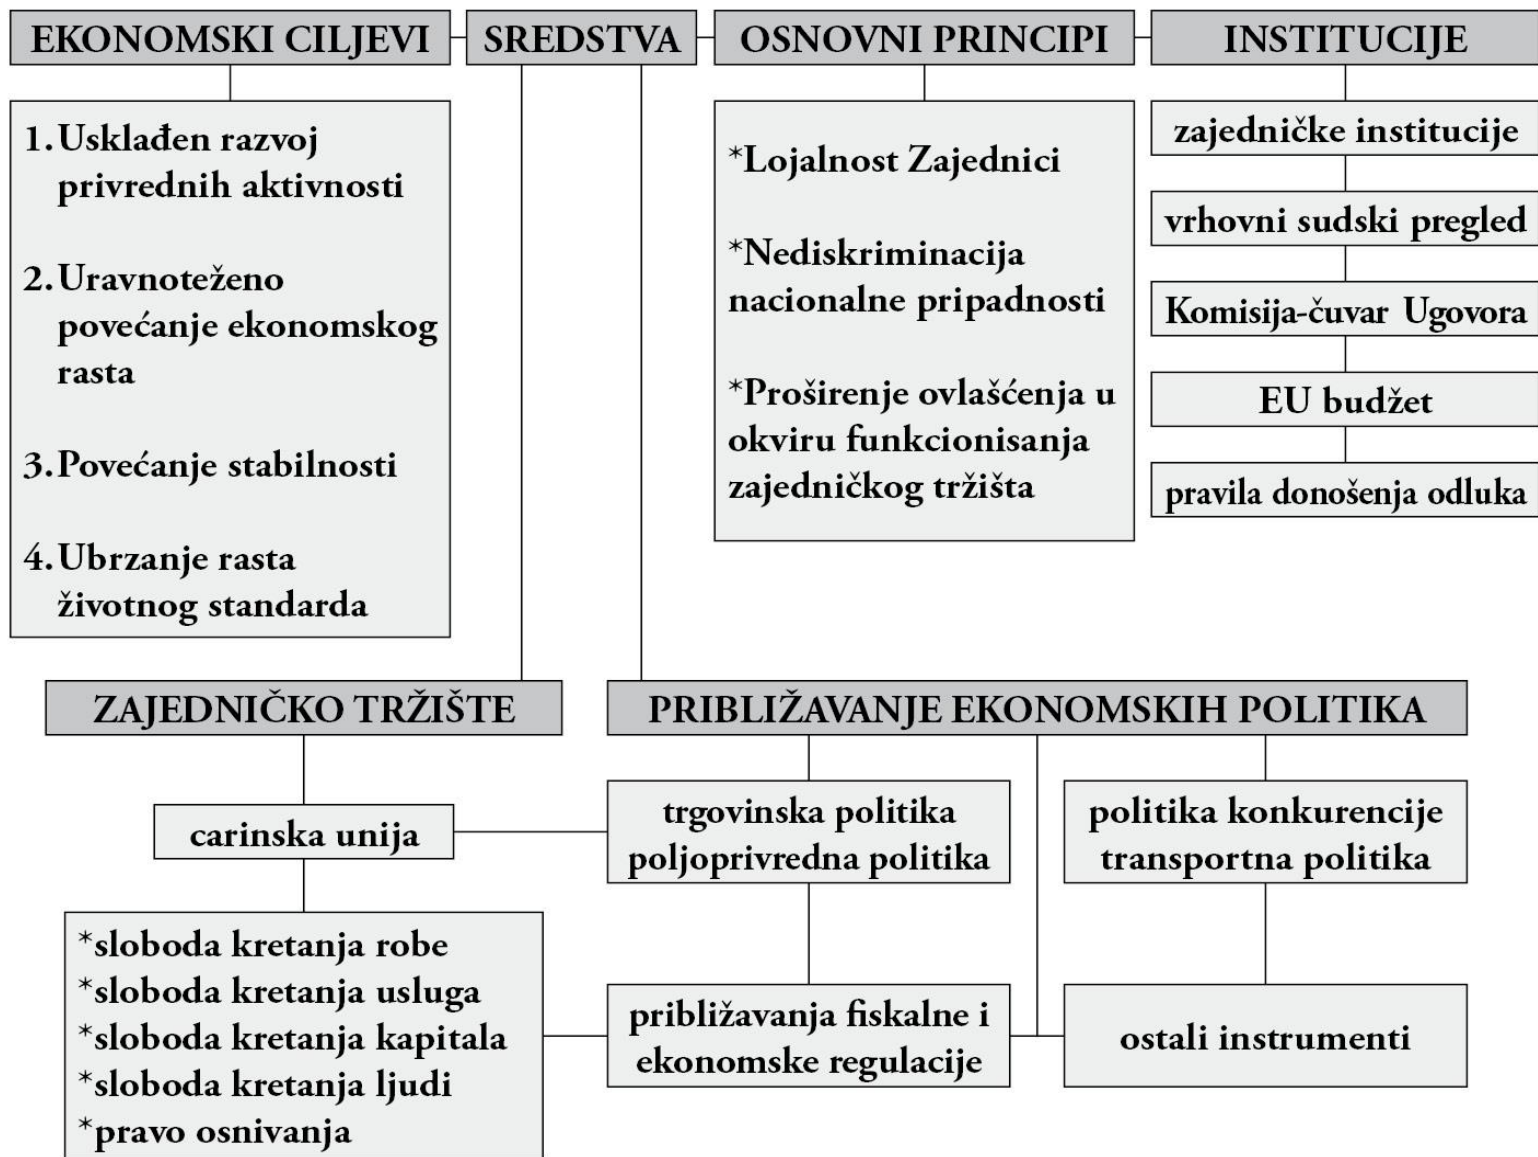 EKONOMSKI CILJEVI
1. Usklađen razvoj
privrednih aktivnosti
2. Uravnoteženo
povećanje ekonomskog
rasta
3. Povećanje stabilnosti
4. Ubrzanje rasta
životnog standarda
SREDSTVA
OSNOVNI PRINCIPI
*Lojalnost Zajednici
*Nediskriminacija
nacionalne pripadnosti
*Proširenje ovlašćenja u
okviru funkcionisanja
zajedničkog tržišta
INSTITUCIJE
zajedničke institucije
vrhovni sudski pregled
Komisija-čuvar Ugovora
EU budžet
pravila donošenja odluka
ZAJEDNIČKO TRŽIŠTE
carinska unija
*sloboda kretanja robe
*sloboda kretanja usluga
*sloboda kretanja kapitala
*sloboda kretanja ljudi
*pravo osnivanja
PRIBLIŽAVANJE EKONOMSKIH POLITIKA
trgovinska politika
poljoprivredna politika
politika konkurencije
transportna politika
približavanja fiskalne i
ekonomske regulacije
ostali instrumenti